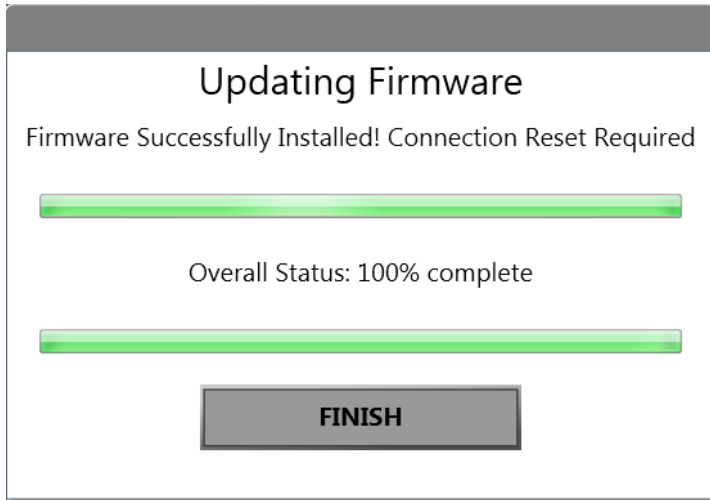 Updating Firmware
Firmware Successfully Installed! Connection Reset Required
Overall Status: 100% complete
FINISH